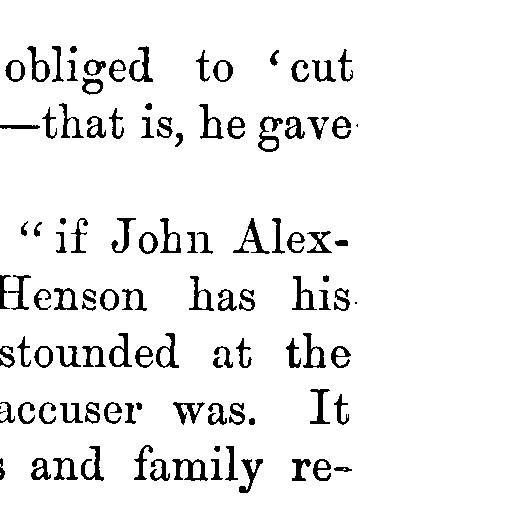 obliged to ‘cut
—that is, he gave
“if John Alex-
Henson has his
stounded at the
accuser was. It
s and family re-